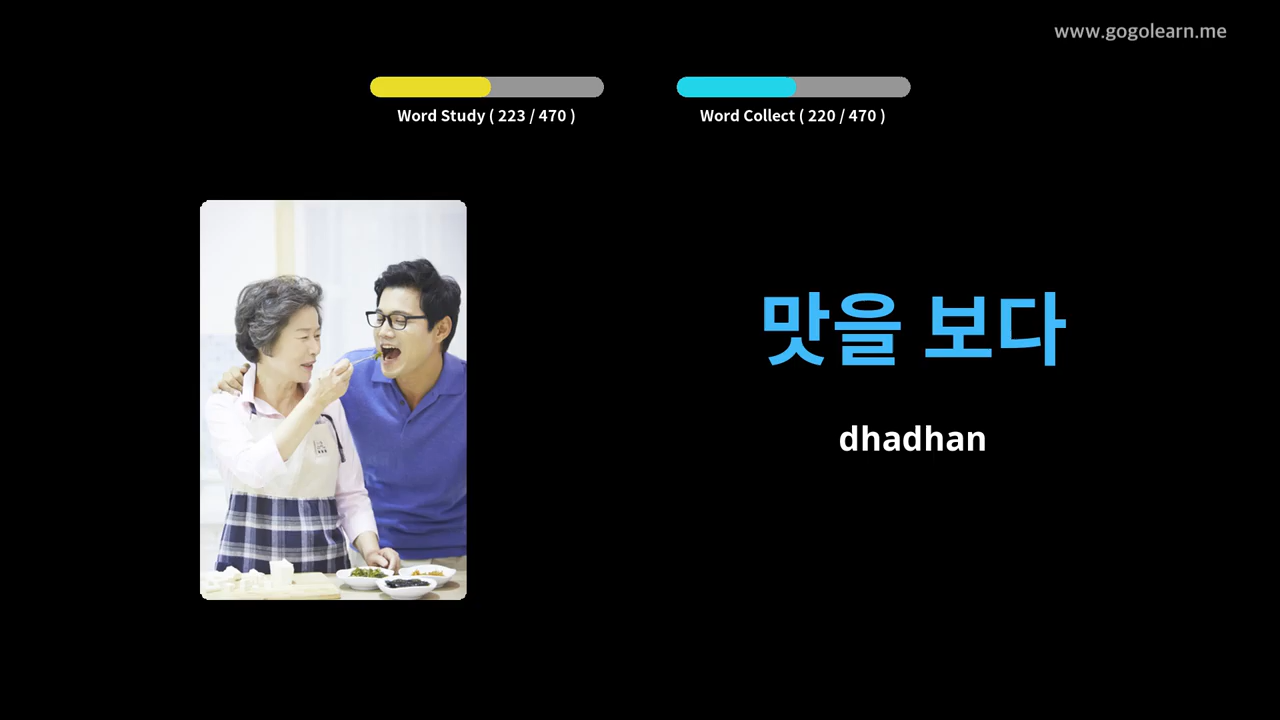 www.gogolearn.me
Word Study ( 223 / 470 )
Word Collect ( 220 / 470 )
맛을 보다
dhadhan